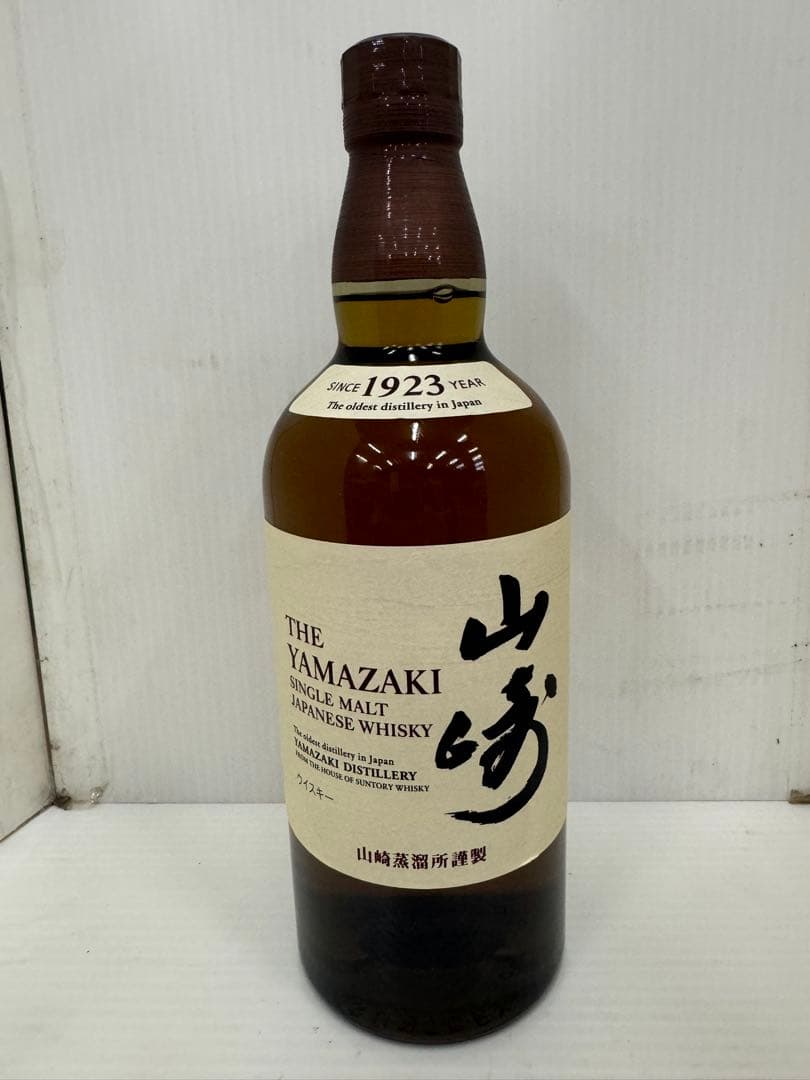 SINCE 1923 YEAR
The oldest distillery in Japan
山崎
THE
YAMAZAKI
SINGLE MALT
JAPANESE WHISKY
The oldest distillery in Japan
YAMAZAKI DISTILLERY
FROM THE HOUSE OF SUNTORY WHISKY
ウイスキー
山崎蒸溜所謹製